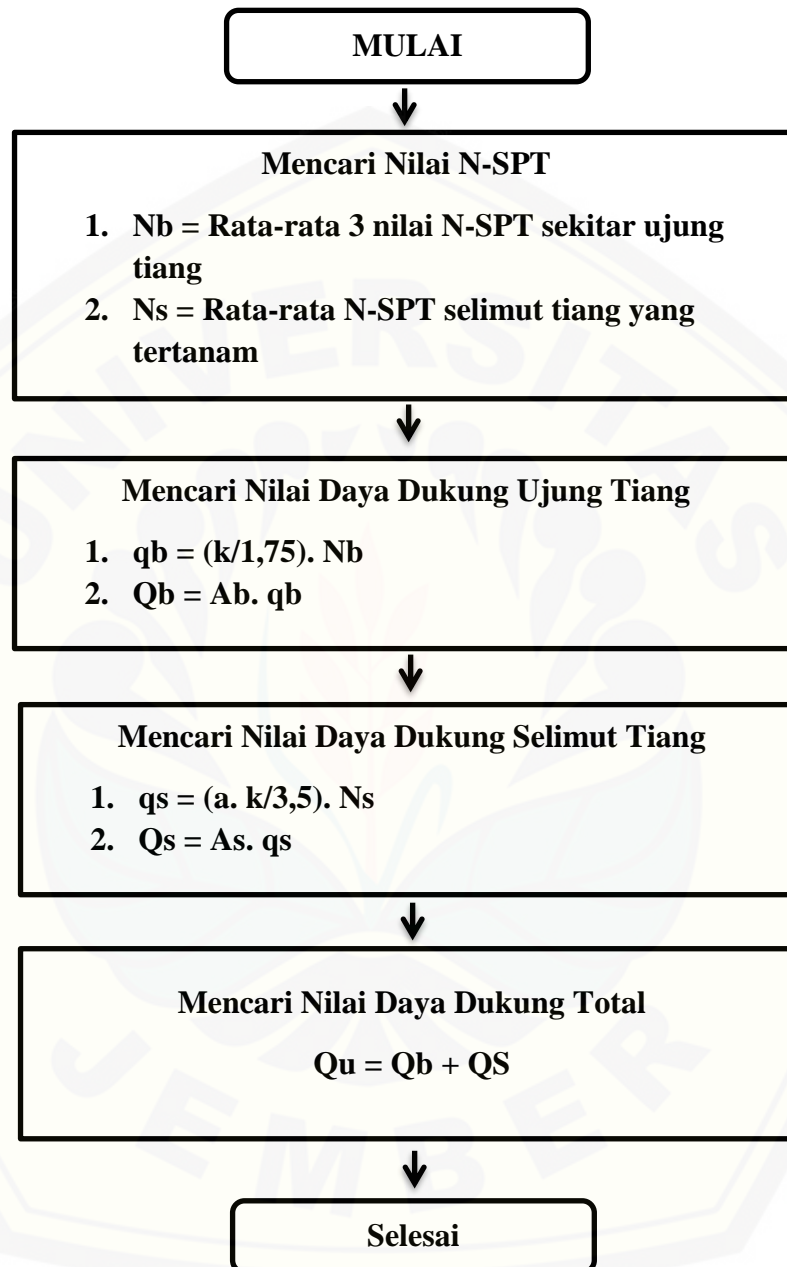 MULAI
Mencari Nilai N-SPT
1. Nb = Rata-rata 3 nilai N-SPT sekitar ujung
tiang
2. Ns = Rata-rata N-SPT selimut tiang yang
tertanam
Mencari Nilai Daya Dukung Ujung Tiang
1. qb = (k/1,75). Nb
2. Qb = Ab. qb
Mencari Nilai Daya Dukung Selimut Tiang
1. qs = (a. k/3,5). Ns
2. Qs = As. qs
Mencari Nilai Daya Dukung Total
Qu = Qb + QS
Selesai
UNIVERSITAS
JEMBER